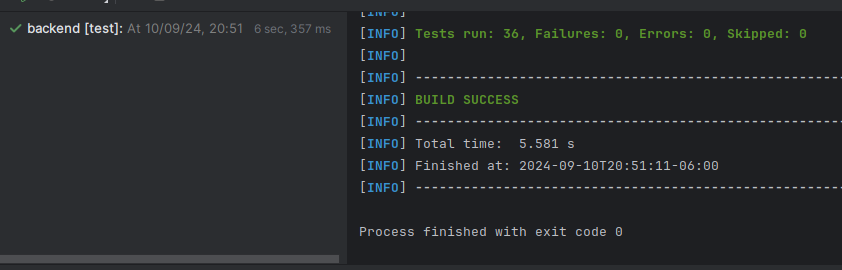 backend [test]: At 10/09/24, 20:51 6 sec, 357 ms
[INFO]
[INFO] Tests run: 36, Failures: 0, Errors: 0, Skipped: 0
[INFO]
[INFO] ------------------------------------------------------
[INFO] BUILD SUCCESS
[INFO] ------------------------------------------------------
[INFO] Total time:  5.581 s
[INFO] Finished at: 2024-09-10T20:51:11-06:00
[INFO] ------------------------------------------------------
Process finished with exit code 0